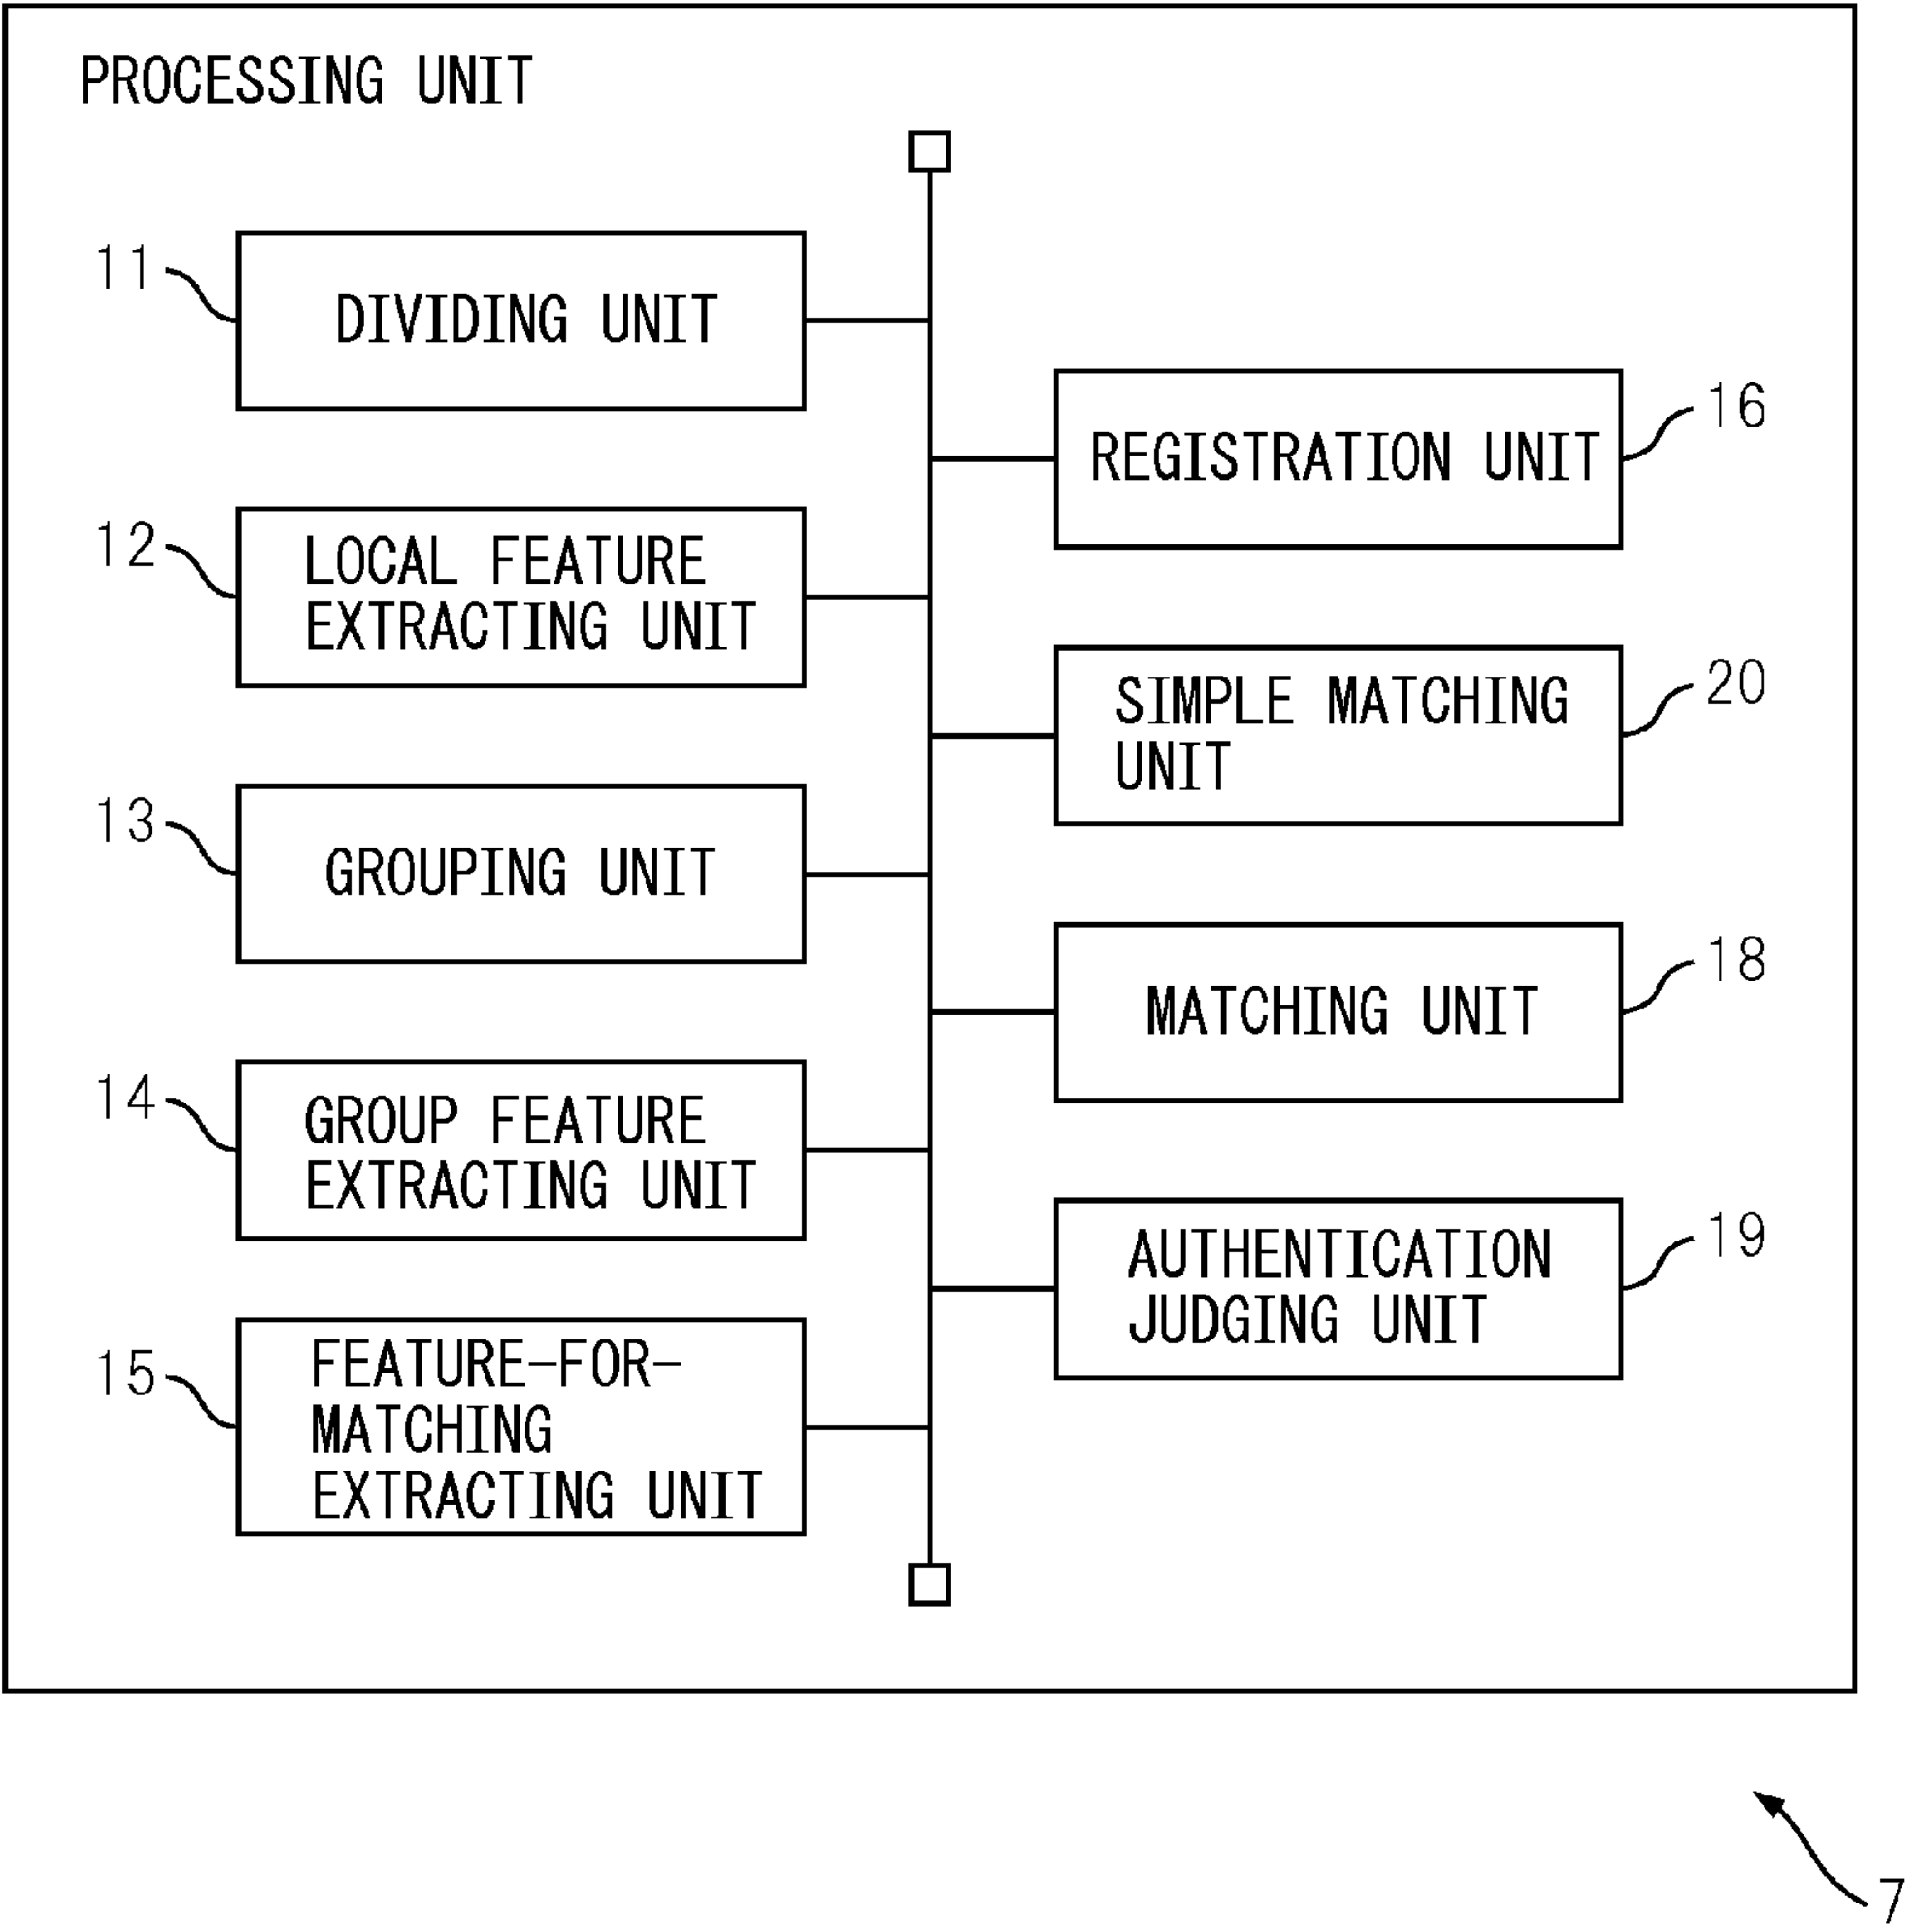 PROCESSING UNIT
11
DIVIDING UNIT
12
LOCAL FEATURE
EXTRACTING UNIT
13
GROUPING UNIT
14
GROUP FEATURE
EXTRACTING UNIT
15
FEATURE-FOR-
MATCHING
EXTRACTING UNIT
REGISTRATION UNIT
16
SIMPLE MATCHING
UNIT
20
MATCHING UNIT
18
AUTHENTICATION
JUDGING UNIT
19
7